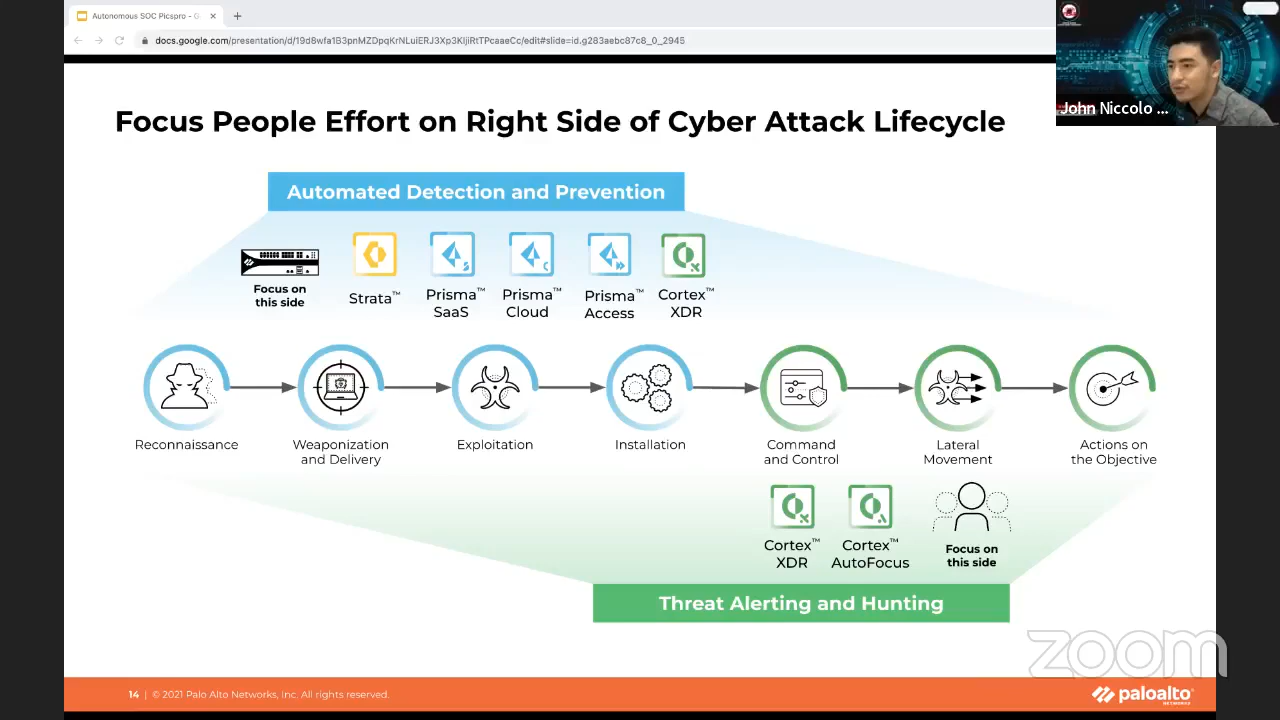 Autonomous SOC Picspro - G
docs.google.com/presentation/d/19d8wfa1B3pnMZDpqKrNLuiERJ3Xp3KIjiRtTPcaaeCc/edit#slide=id.g283aebc87c8_0_2945
John Niccolo ...
Focus People Effort on Right Side of Cyber Attack Lifecycle
Automated Detection and Prevention
Focus on
this side
Strata™
Prisma™
SaaS
Prisma™
Cloud
Prisma™
Access
Cortex™
XDR
Reconnaissance
Weaponization
and Delivery
Exploitation
Installation
Command
and Control
Lateral
Movement
Actions on
the Objective
Cortex™
XDR
Cortex™
AutoFocus
Focus on
this side
Threat Alerting and Hunting
zoom
14 | © 2021 Palo Alto Networks, Inc. All rights reserved.
paloalto
NETWORKS